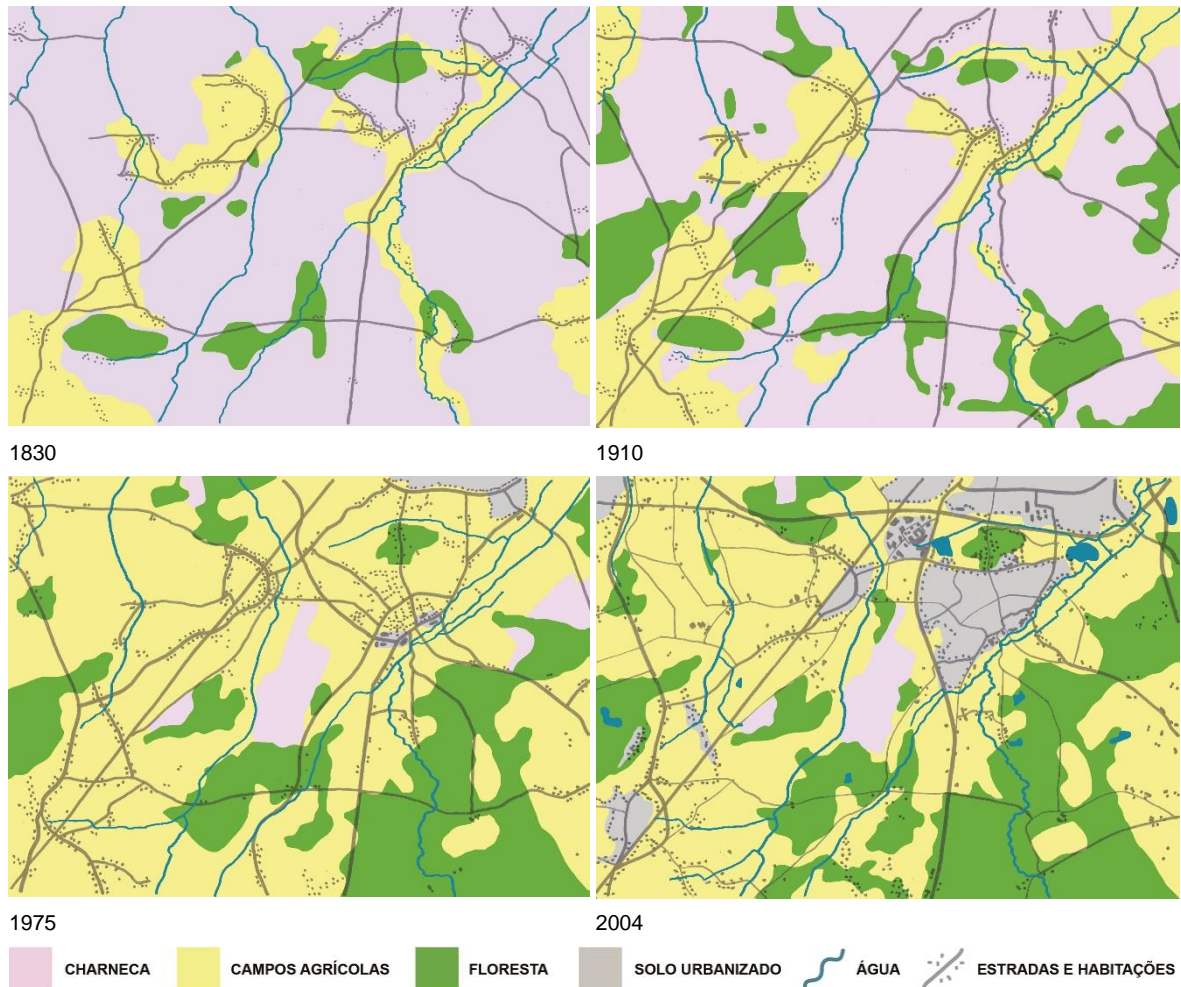 1830
1910
1975
2004
CHARNECA
CAMPOS AGRÍCOLAS
FLORESTA
SOLO URBANIZADO
ÁGUA
ESTRADAS E HABITAÇÕES